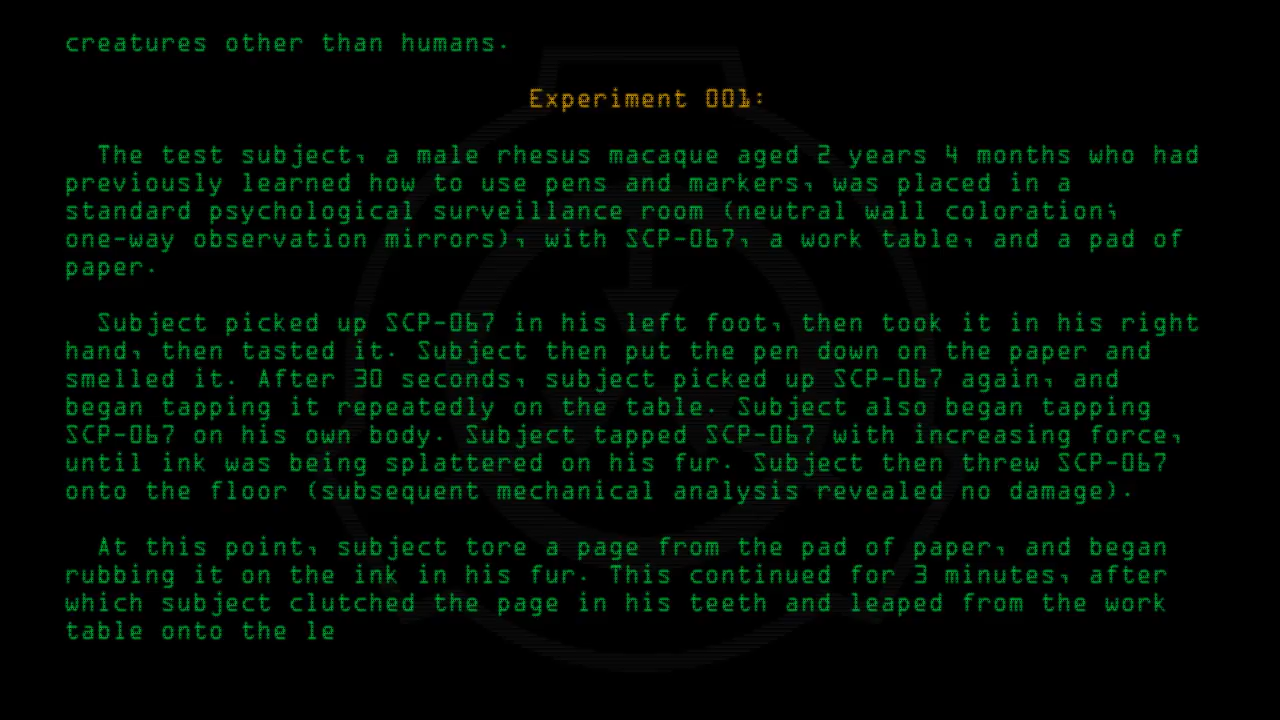 creatures other than humans.
Experiment 001:
The test subject, a male rhesus macaque aged 2 years 4 months who had
previously learned how to use pens and markers, was placed in a
standard psychological surveillance room (neutral wall coloration;
one-way observation mirrors), with SCP-067, a work table, and a pad of
paper.
Subject picked up SCP-067 in his left foot, then took it in his right
hand, then tasted it. Subject then put the pen down on the paper and
smelled it. After 30 seconds, subject picked up SCP-067 again, and
began tapping it repeatedly on the table. Subject also began tapping
SCP-067 on his own body. Subject tapped SCP-067 with increasing force,
until ink was being splattered on his fur. Subject then threw SCP-067
onto the floor (subsequent mechanical analysis revealed no damage).
At this point, subject tore a page from the pad of paper, and began
rubbing it on the ink in his fur. This continued for 3 minutes, after
which subject clutched the page in his teeth and leaped from the work
table onto the le